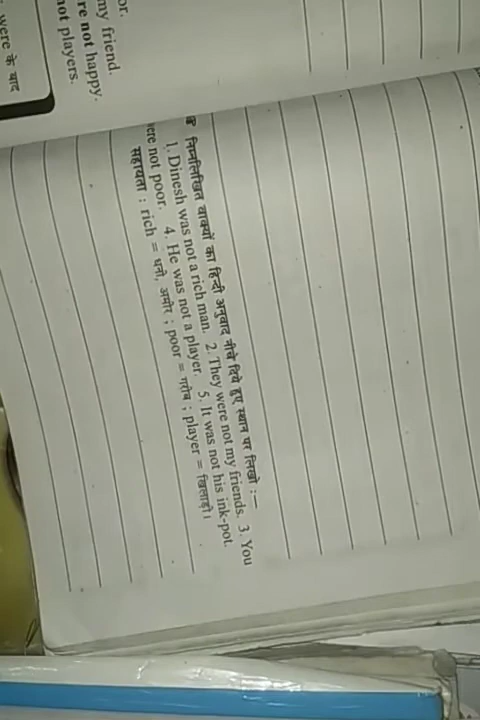 or.
my friend.
re not happy.
not players.
were के बाद
निम्नलिखित वाक्यों का हिन्दी अनुवाद नीचे दिये हुए स्थान पर लिखो :—
1. Dinesh was not a rich man. 2. They were not my friends. 3. You
were not poor. 4. He was not a player. 5. It was not his ink-pot.
सहायता : rich = धनी, अमीर ; poor = गरीब ; player = खिलाड़ी।